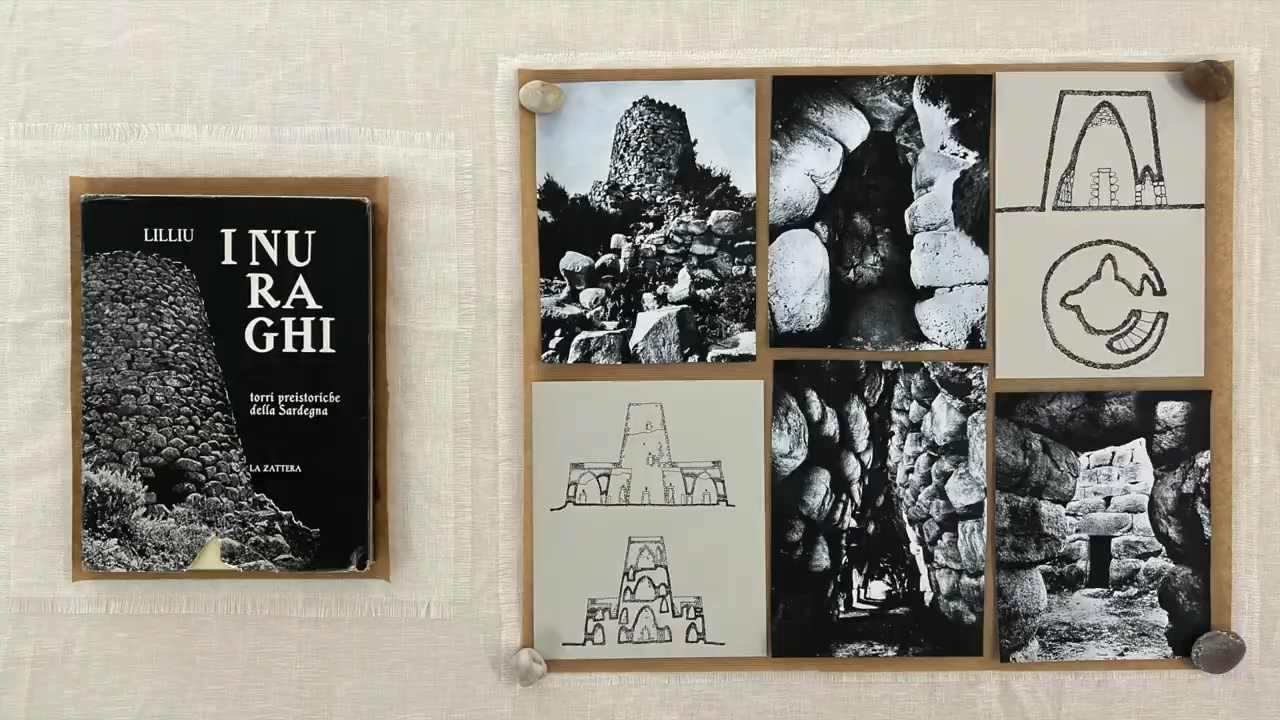 LILLIU
I NU
RA
GHI
torri preistoriche
della Sardegna
LA ZATTERA